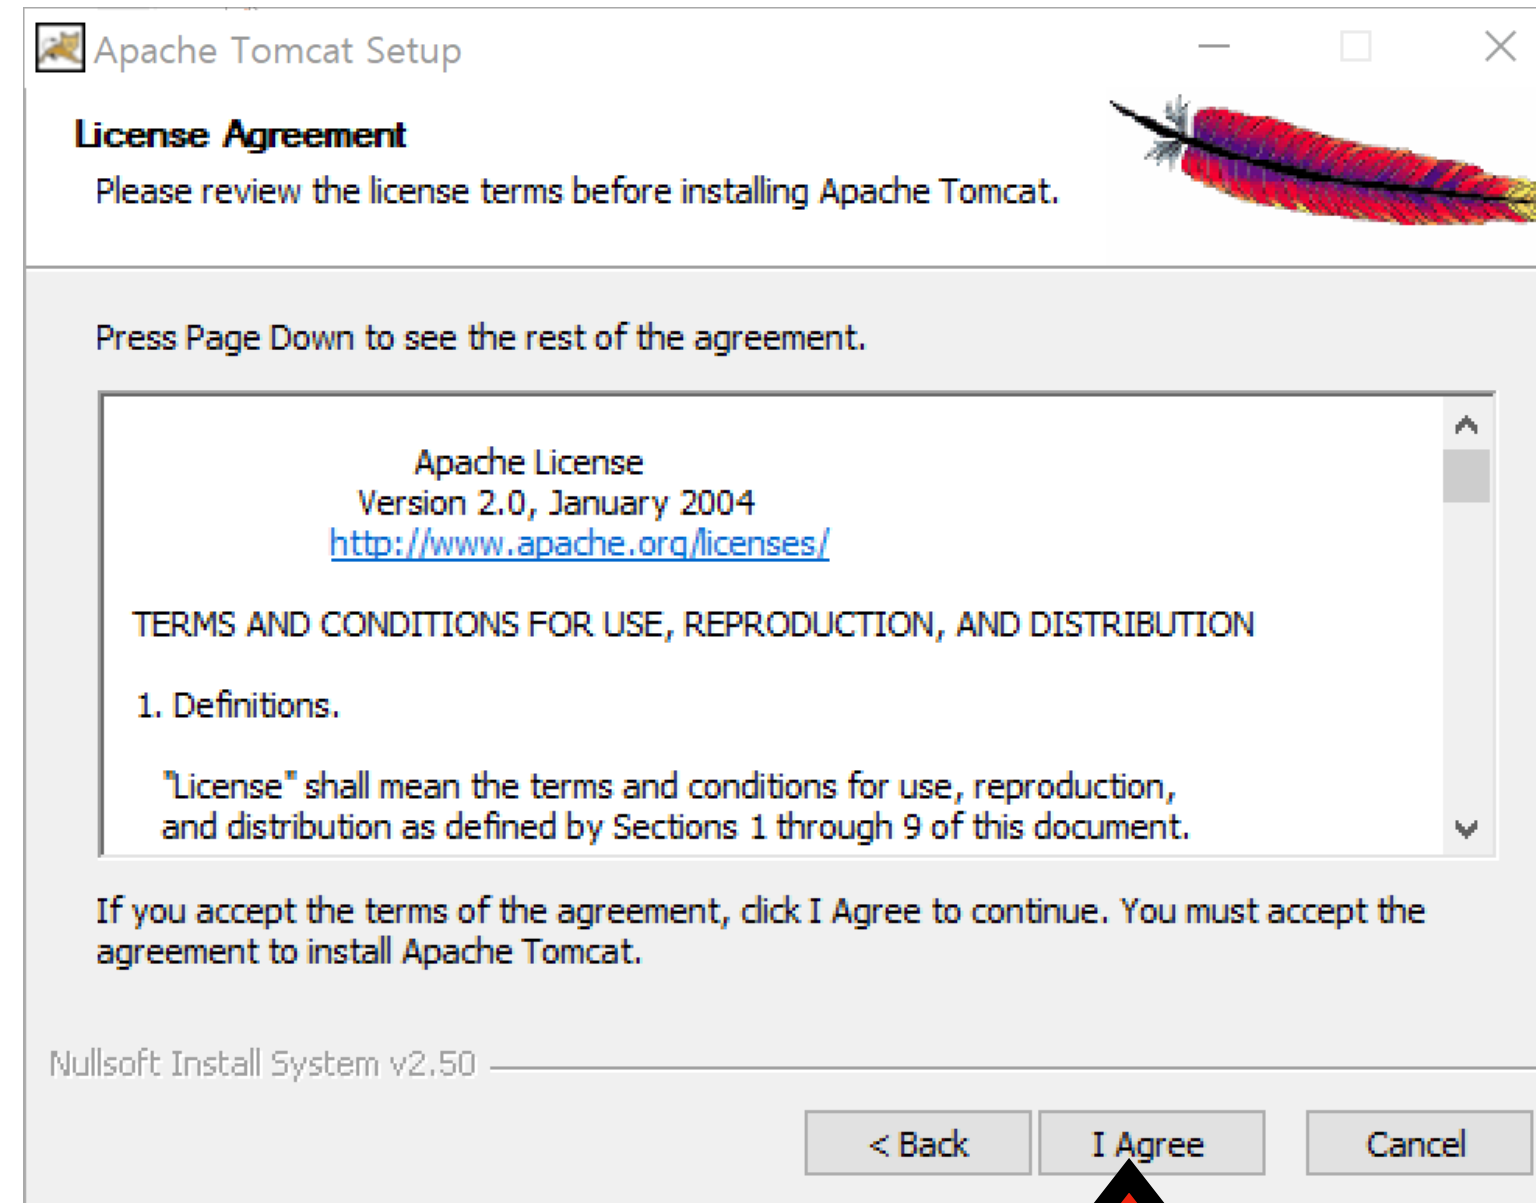 Apache Tomcat Setup
License Agreement
Please review the license terms before installing Apache Tomcat.
Press Page Down to see the rest of the agreement.
Apache License
Version 2.0, January 2004
http://www.apache.org/licenses/
TERMS AND CONDITIONS FOR USE, REPRODUCTION, AND DISTRIBUTION
1. Definitions.
"License" shall mean the terms and conditions for use, reproduction,
and distribution as defined by Sections 1 through 9 of this document.
If you accept the terms of the agreement, click I Agree to continue. You must accept the
agreement to install Apache Tomcat.
Nullsoft Install System v2.50
< Back
I Agree
Cancel